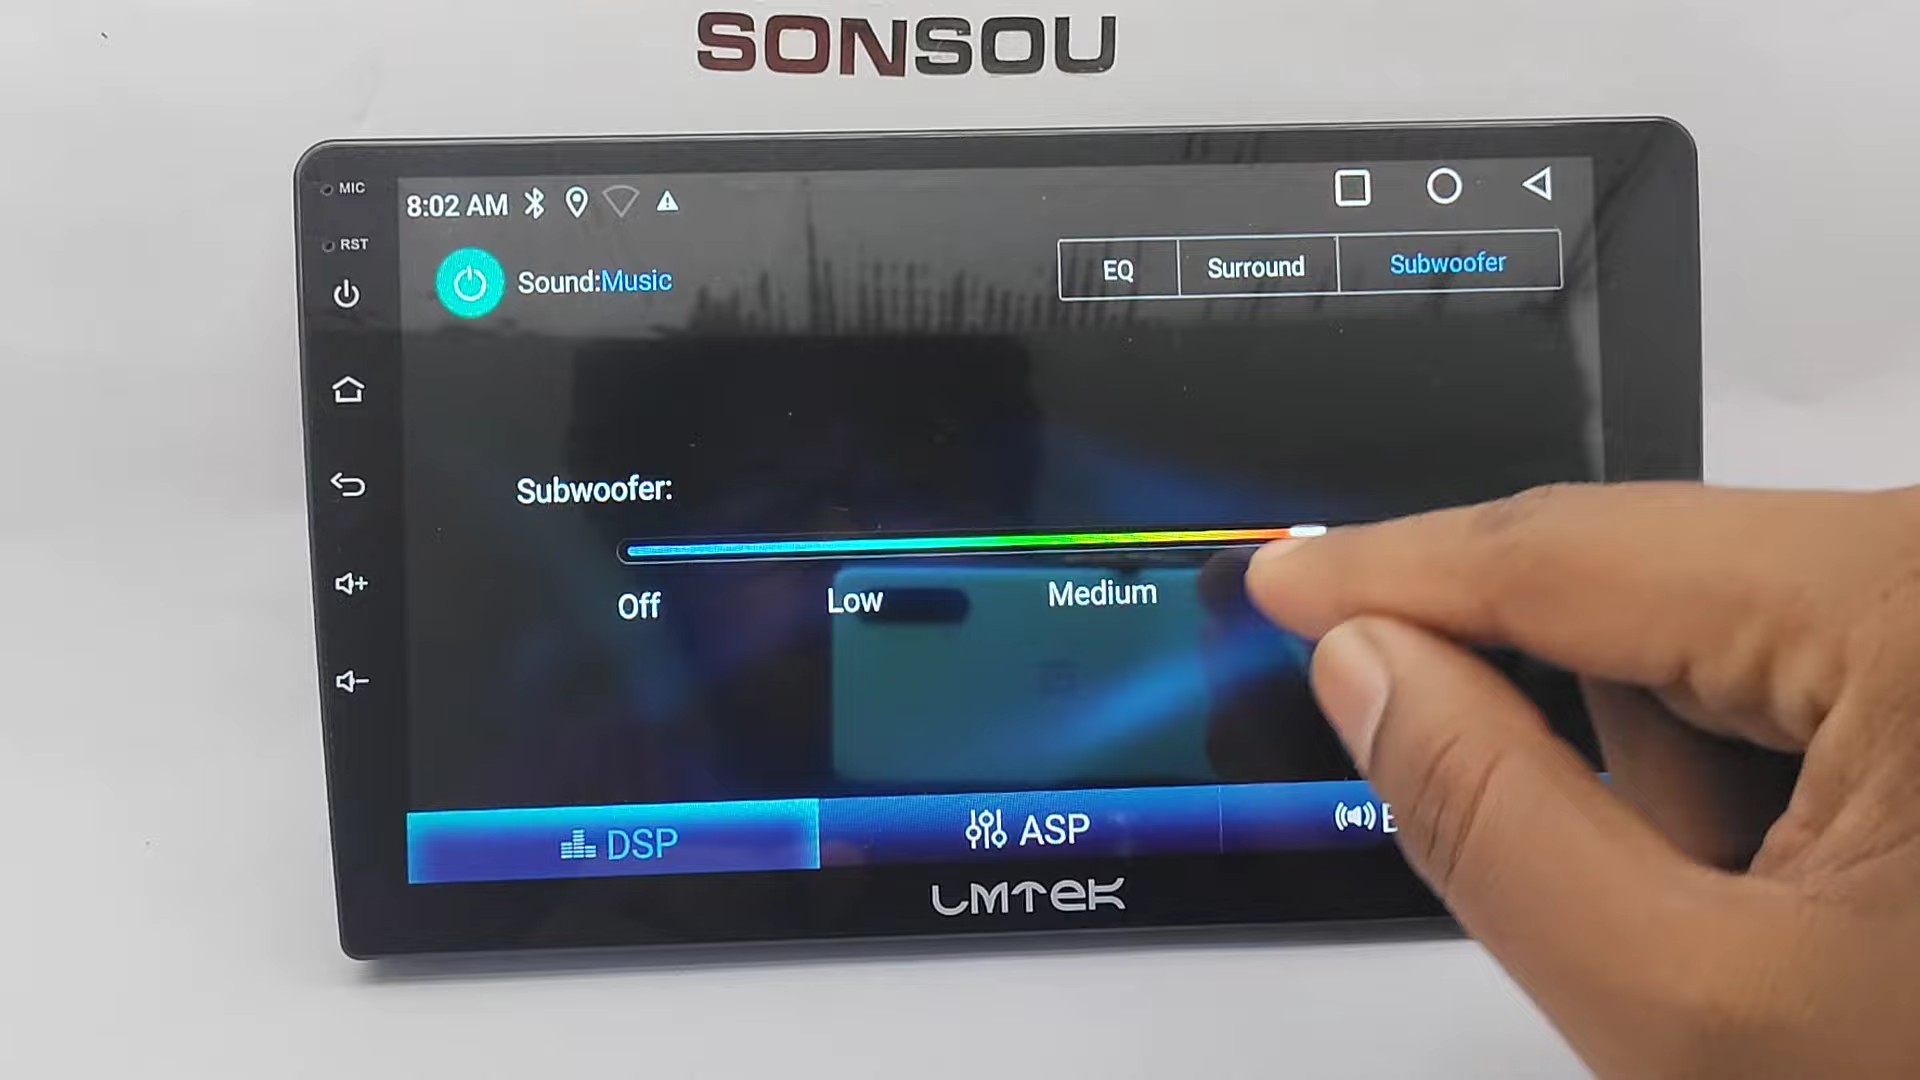 SONSOU
MIC
8:02 AM
RST
Sound:Music
EQ Surround Subwoofer
Subwoofer:
Off Low Medium
DSP ASP
LMTEK